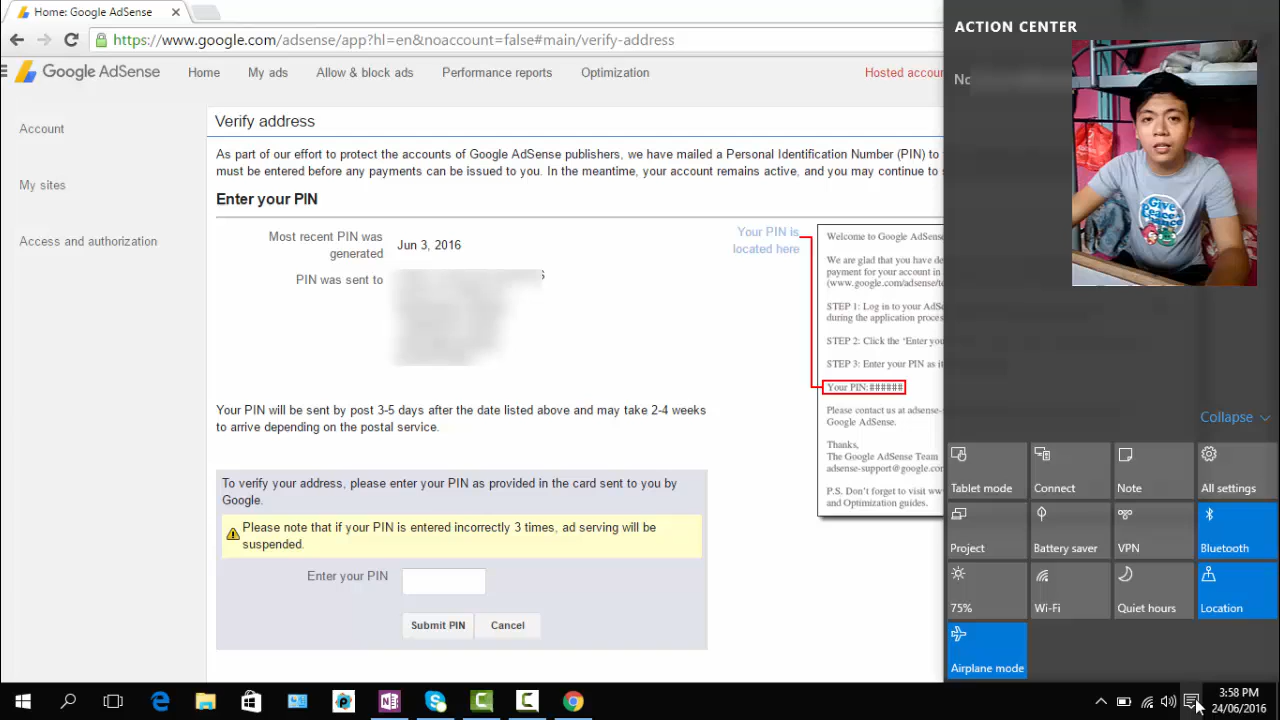 Home: Google AdSense
https://www.google.com/adsense/app?hl=en&noaccount=false#main/verify-address
Google AdSense
Home
My ads
Allow & block ads
Performance reports
Optimization
Hosted accou
Account
My sites
Access and authorization
Verify address
As part of our effort to protect the accounts of Google AdSense publishers, we have mailed a Personal Identification Number (PIN) to
must be entered before any payments can be issued to you. In the meantime, your account remains active, and you may continue to
Enter your PIN
Most recent PIN was
generated
Jun 3, 2016
PIN was sent to
Your PIN will be sent by post 3-5 days after the date listed above and may take 2-4 weeks
to arrive depending on the postal service.
To verify your address, please enter your PIN as provided in the card sent to you by
Google.
Please note that if your PIN is entered incorrectly 3 times, ad serving will be
suspended.
Enter your PIN
Submit PIN
Cancel
Your PIN is
located here
Welcome to Google AdSense
We are glad that you have de
payment for your account in
(www.google.com/adsense/
STEP 1: Log in to your AdS
during the application proce
STEP 2: Click the ‘Enter you
STEP 3: Enter your PIN as i
Your PIN: ######
Please contact us at adsense-
Google AdSense.
Thanks,
The Google AdSense Team
adsense-support@google.com
P.S. Don’t forget to visit ww
and Optimization guides.
ACTION CENTER
No
Give
Peace
Chance
Collapse
Tablet mode
Connect
Note
All settings
Project
Battery saver
VPN
Bluetooth
75%
Wi-Fi
Quiet hours
Location
Airplane mode
3:58 PM
24/06/2016